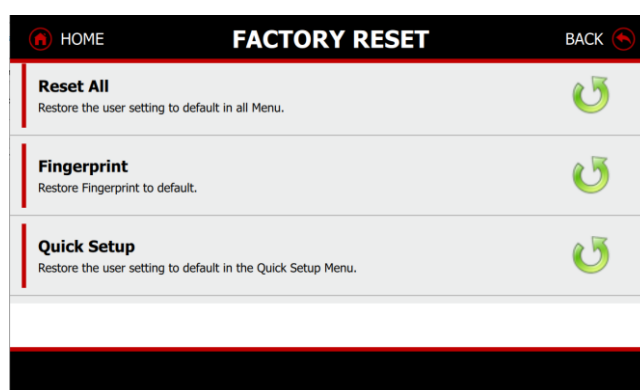 HOME FACTORY RESET BACK
Reset All
Restore the user setting to default in all Menu.
Fingerprint
Restore Fingerprint to default.
Quick Setup
Restore the user setting to default in the Quick Setup Menu.